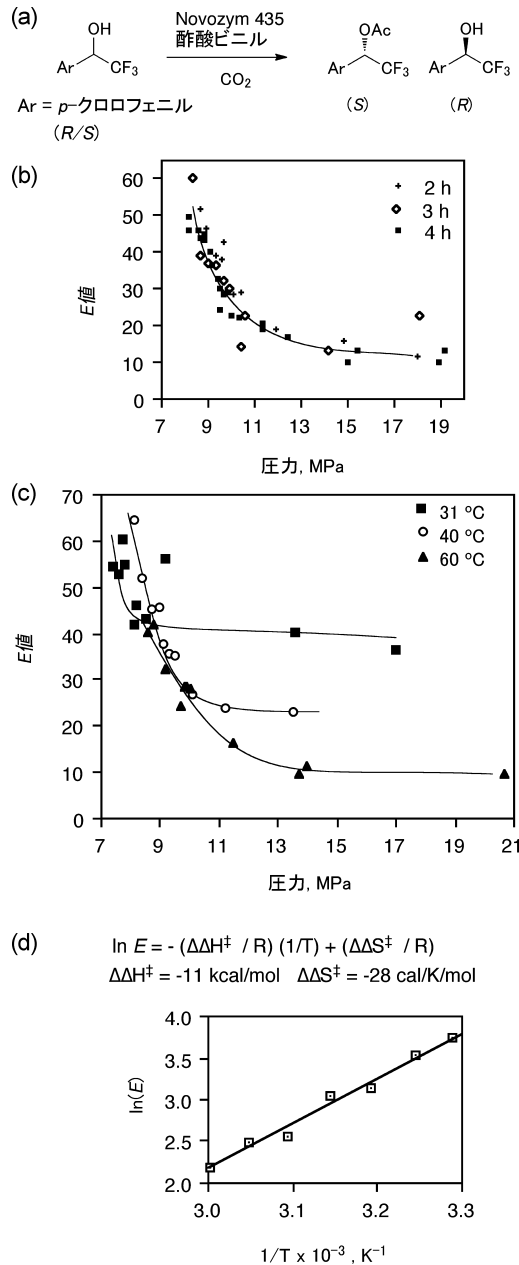 (a)
OH
Ar
CF3
Novozym 435
酢酸ビニル
CO2
OAc
Ar
CF3
(S)
OH
Ar
CF3
(R)
Ar = p-クロロフェニル
(R/S)
(b)
60
50
40
30
20
10
0
E値
2 h
3 h
4 h
7
9
11
13
15
17
19
圧力, MPa
(c)
70
60
50
40
30
20
10
0
E値
31 ºC
40 ºC
60 ºC
7
9
11
13
15
17
19
21
圧力, MPa
(d)
ln E = - (ΔΔH‡ / R) (1/T) + (ΔΔS‡ / R)
ΔΔH‡ = -11 kcal/mol ΔΔS‡ = -28 cal/K/mol
4.0
3.5
3.0
2.5
2.0
ln(E)
3.0
3.1
3.2
3.3
1/T x 10⁻³ , K⁻¹